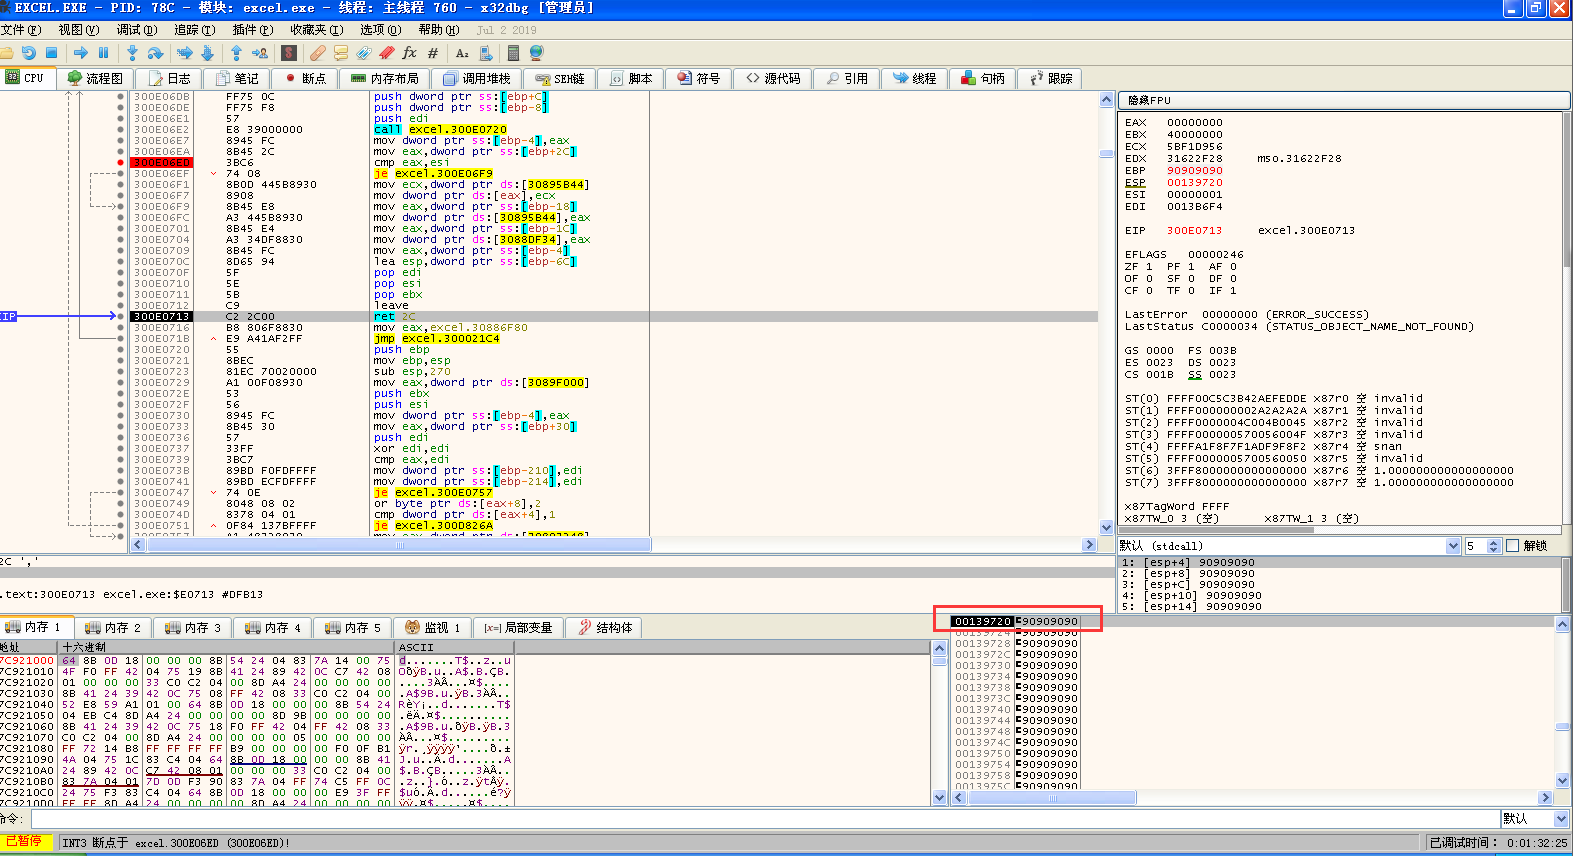 EXCEL.EXE - PID: 78C - 模块: excel.exe - 线程: 主线程 760 - x32dbg [管理员]
文件(F) 视图(V) 调试(D) 追踪(T) 插件(P) 收藏夹(I) 选项(O) 帮助(H) Jul 2 2019
CPU 流程图 日志 笔记 断点 内存布局 调用堆栈 SEH链 脚本 符号 源代码 引用 线程 句柄 跟踪
300E06DB FF75 0C push dword ptr ss:[ebp+C]
300E06DE FF75 F8 push dword ptr ss:[ebp-8]
300E06E1 57 push edi
300E06E2 E8 39000000 call excel.300E0720
300E06E7 8945 FC mov dword ptr ss:[ebp-4],eax
300E06EA 8B45 2C mov eax,dword ptr ss:[ebp+2C]
300E06ED 3BC6 cmp eax,esi
300E06EF 74 08 je excel.300E06F9
300E06F1 8B0D 445B8930 mov ecx,dword ptr ds:[30895B44]
300E06F7 8908 mov dword ptr ds:[eax],ecx
300E06F9 8B45 E8 mov eax,dword ptr ss:[ebp-18]
300E06FC A3 445B8930 mov dword ptr ds:[30895B44],eax
300E0701 8B45 E4 mov eax,dword ptr ss:[ebp-1C]
300E0704 A3 34DF8830 mov dword ptr ds:[3088DF34],eax
300E0709 8B45 FC mov eax,dword ptr ss:[ebp-4]
300E070C 8D65 94 lea esp,dword ptr ss:[ebp-6C]
300E070F 5F pop edi
300E0710 5E pop esi
300E0711 5B pop ebx
300E0712 C9 leave
EIP 300E0713 C2 2C00 ret 2C
300E0716 B8 806F8830 mov eax,excel.30886F80
300E071B E9 A41AF2FF jmp excel.300021C4
300E0720 55 push ebp
300E0721 8BEC mov ebp,esp
300E0723 81EC 70020000 sub esp,270
300E0729 A1 00F08930 mov eax,dword ptr ds:[3089F000]
300E072E 53 push ebx
300E072F 56 push esi
300E0730 8945 FC mov dword ptr ss:[ebp-4],eax
300E0733 8B45 30 mov eax,dword ptr ss:[ebp+30]
300E0736 57 push edi
300E0737 33FF xor edi,edi
300E0739 3BC7 cmp eax,edi
300E073B 89BD F0FDFFFF mov dword ptr ss:[ebp-210],edi
300E0741 89BD ECFDFFFF mov dword ptr ss:[ebp-214],edi
300E0747 74 0E je excel.300E0757
300E0749 8048 08 02 or byte ptr ds:[eax+8],2
300E074D 8378 04 01 cmp dword ptr ds:[eax+4],1
300E0751 0F84 137BFFFF je excel.300D826A
隐藏FPU
EAX 00000000
EBX 40000000
ECX 5BF1D956
EDX 31622F28 mso.31622F28
EBP 90909090
ESP 00139720
ESI 00000001
EDI 0013B6F4
EIP 300E0713 excel.300E0713
EFLAGS 00000246
ZF 1 PF 1 AF 0
OF 0 SF 0 DF 0
CF 0 TF 0 IF 1
LastError 00000000 (ERROR_SUCCESS)
LastStatus C0000034 (STATUS_OBJECT_NAME_NOT_FOUND)
GS 0000 FS 003B
ES 0023 DS 0023
CS 001B SS 0023
ST(0) FFFF00C5C3B42AEFEDDE x87r0 空 invalid
ST(1) FFFF000000002A2A2A2A x87r1 空 invalid
ST(2) FFFF0000004C004B0045 x87r2 空 invalid
ST(3) FFFF000000570056004F x87r3 空 invalid
ST(4) FFFFA1F8F7F1ADF9F8F2 x87r4 空 snan
ST(5) FFFF0000005700560050 x87r5 空 invalid
ST(6) 3FFF8000000000000000 x87r6 空 1.000000000000000000
ST(7) 3FFF8000000000000000 x87r7 空 1.000000000000000000
x87TagWord FFFF
x87TW_0 3 (空) x87TW_1 3 (空)
默认 (stdcall) 5 解锁
1: [esp+4] 90909090
2: [esp+8] 90909090
3: [esp+C] 90909090
4: [esp+10] 90909090
5: [esp+14] 90909090
2C ','
.text:300E0713 excel.exe:$E0713 #DFB13
内存 1 内存 2 内存 3 内存 4 内存 5 监视 1 [x=] 局部变量 结构体
地址 十六进制 ASCII
7C921000 64 8B 0D 18 00 00 00 8B 54 24 04 83 7A 14 00 75 d.......T$..z..u
7C921010 4F F0 FF 42 04 75 19 8B 41 24 89 42 0C C7 42 08 OðÿB.u..A$.B.ÇB.
7C921020 01 00 00 00 33 C0 C2 04 00 8D A4 24 00 00 00 00 ....3ÀÂ...¤$....
7C921030 8B 41 24 39 42 0C 75 08 FF 42 08 33 C0 C2 04 00 .A$9B.u.ÿB.3ÀÂ..
7C921040 52 E8 59 A1 01 00 64 8B 0D 18 00 00 00 8B 54 24 RèY¡..d.......T$
7C921050 04 EB C4 8D A4 24 00 00 00 00 8D 9B 00 00 00 00 .ëÄ.¤$..........
7C921060 8B 41 24 39 42 0C 75 18 F0 FF 42 04 FF 42 08 33 .A$9B.u.ðÿB.ÿB.3
7C921070 C0 C2 04 00 8D A4 24 00 00 00 00 05 00 00 00 00 ÀÂ...¤$.........
7C921080 FF 72 14 B8 FF FF FF FF B9 00 00 00 00 F0 0F B1 ÿr.¸ÿÿÿÿ¹....ð.±
7C921090 4A 04 75 1C 83 C4 04 64 8B 0D 18 00 00 00 8B 41 J.u..Ä.d.......A
7C9210A0 24 89 42 0C C7 42 08 01 00 00 00 33 C0 C2 04 00 $.B.ÇB.....3ÀÂ..
7C9210B0 83 7A 04 01 7D 0D F3 90 83 7A 04 FF 74 C5 FF 0C .z..}.ó..z.ÿtÅÿ.
7C9210C0 24 75 F3 83 C4 04 64 8B 0D 18 00 00 00 E9 3F FF $uó.Ä.d......é?ÿ
7C9210D0 FF FF 8D A4 24 00 00 00 00 8D A4 24 00 00 00 00 ÿÿ.¤$.....¤$....
00139720 90909090
00139724 90909090
00139728 90909090
0013972C 90909090
00139730 90909090
00139734 90909090
00139738 90909090
0013973C 90909090
00139740 90909090
00139744 90909090
00139748 90909090
0013974C 90909090
00139750 90909090
00139754 90909090
00139758 90909090
0013975C 90909090
命令: 默认
已暂停 INT3 断点于 excel.300E06ED (300E06ED)! 已调试时间: 0:01:32:25